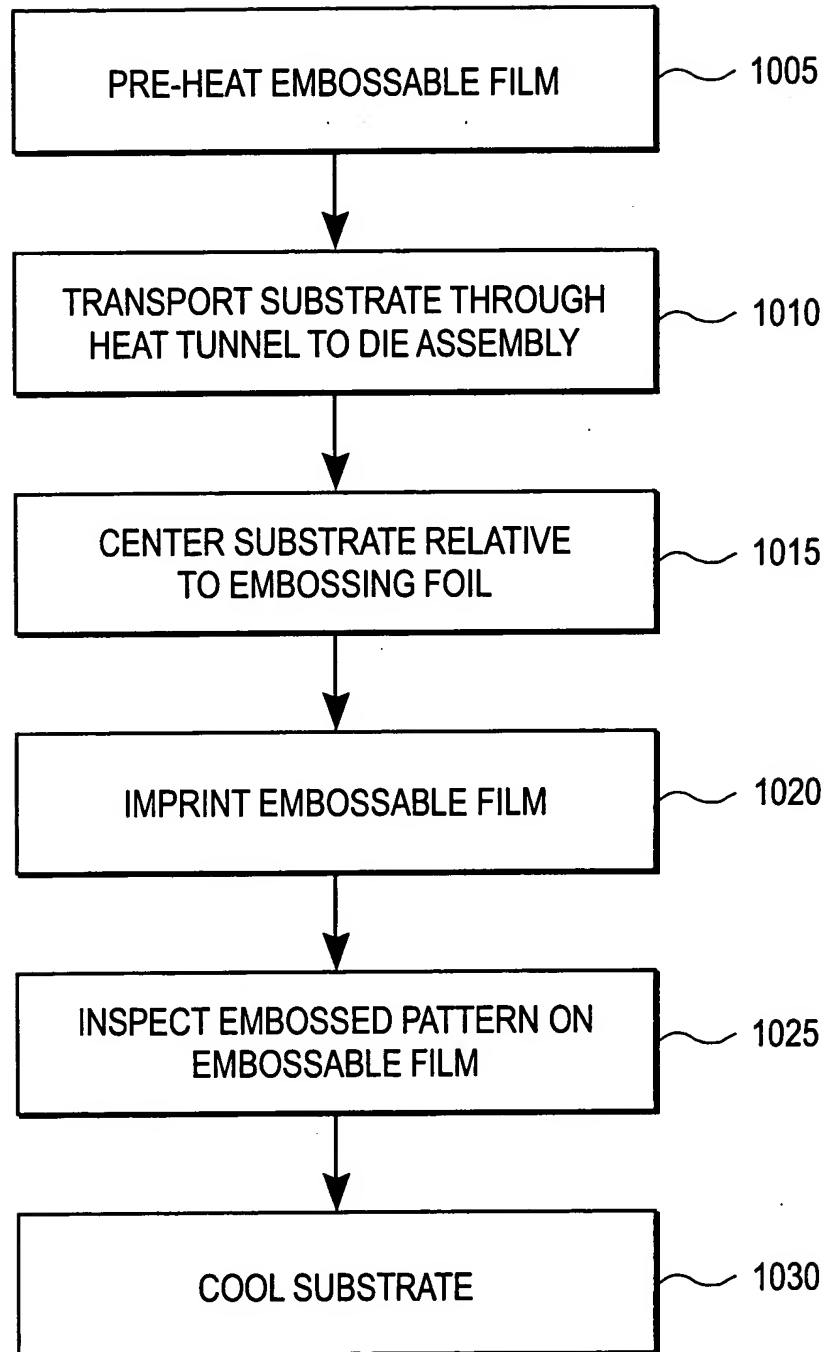 PRE-HEAT EMBOSSABLE FILM
1005
TRANSPORT SUBSTRATE THROUGH
HEAT TUNNEL TO DIE ASSEMBLY
1010
CENTER SUBSTRATE RELATIVE
TO EMBOSSING FOIL
1015
IMPRINT EMBOSSABLE FILM
1020
INSPECT EMBOSSED PATTERN ON
EMBOSSABLE FILM
1025
COOL SUBSTRATE
1030